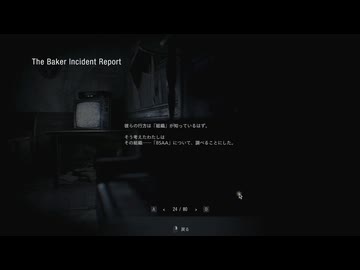 The Baker Incident Report
彼らの行方は「組織」が知っているはず。
そう考えたわたしは
その組織……「BSAA」について、調べることにした。
A ◂ 24 / 90 ▸ D
戻る